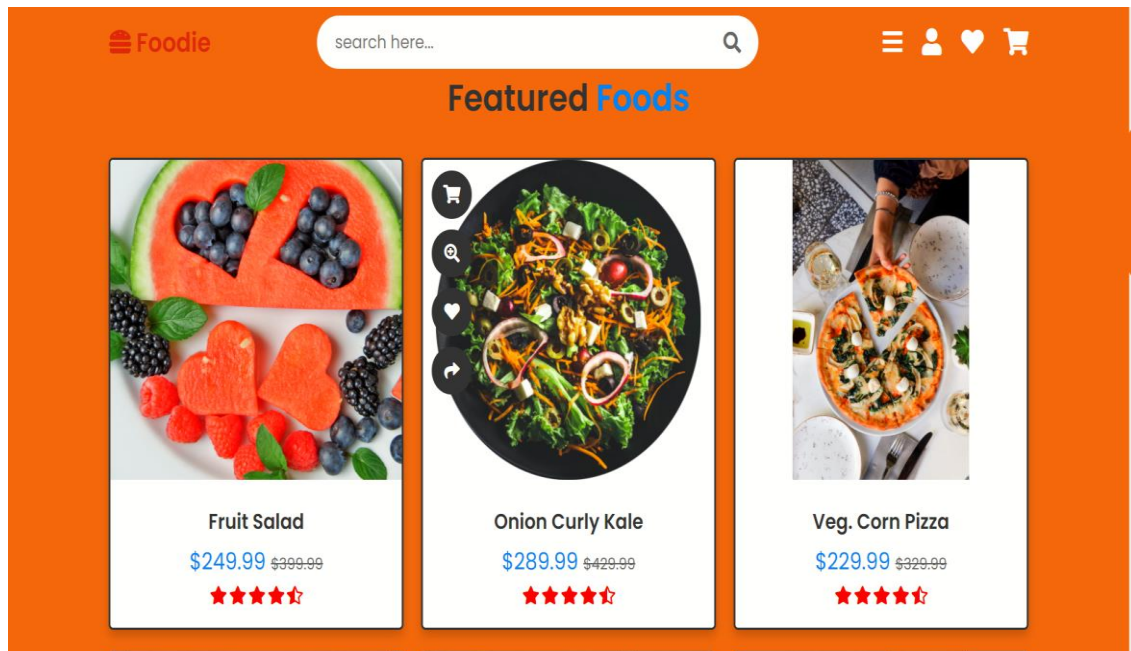 Foodie
search here...
Featured Foods
Fruit Salad
$249.99 $399.99
Onion Curly Kale
$289.99 $429.99
Veg. Corn Pizza
$229.99 $329.99